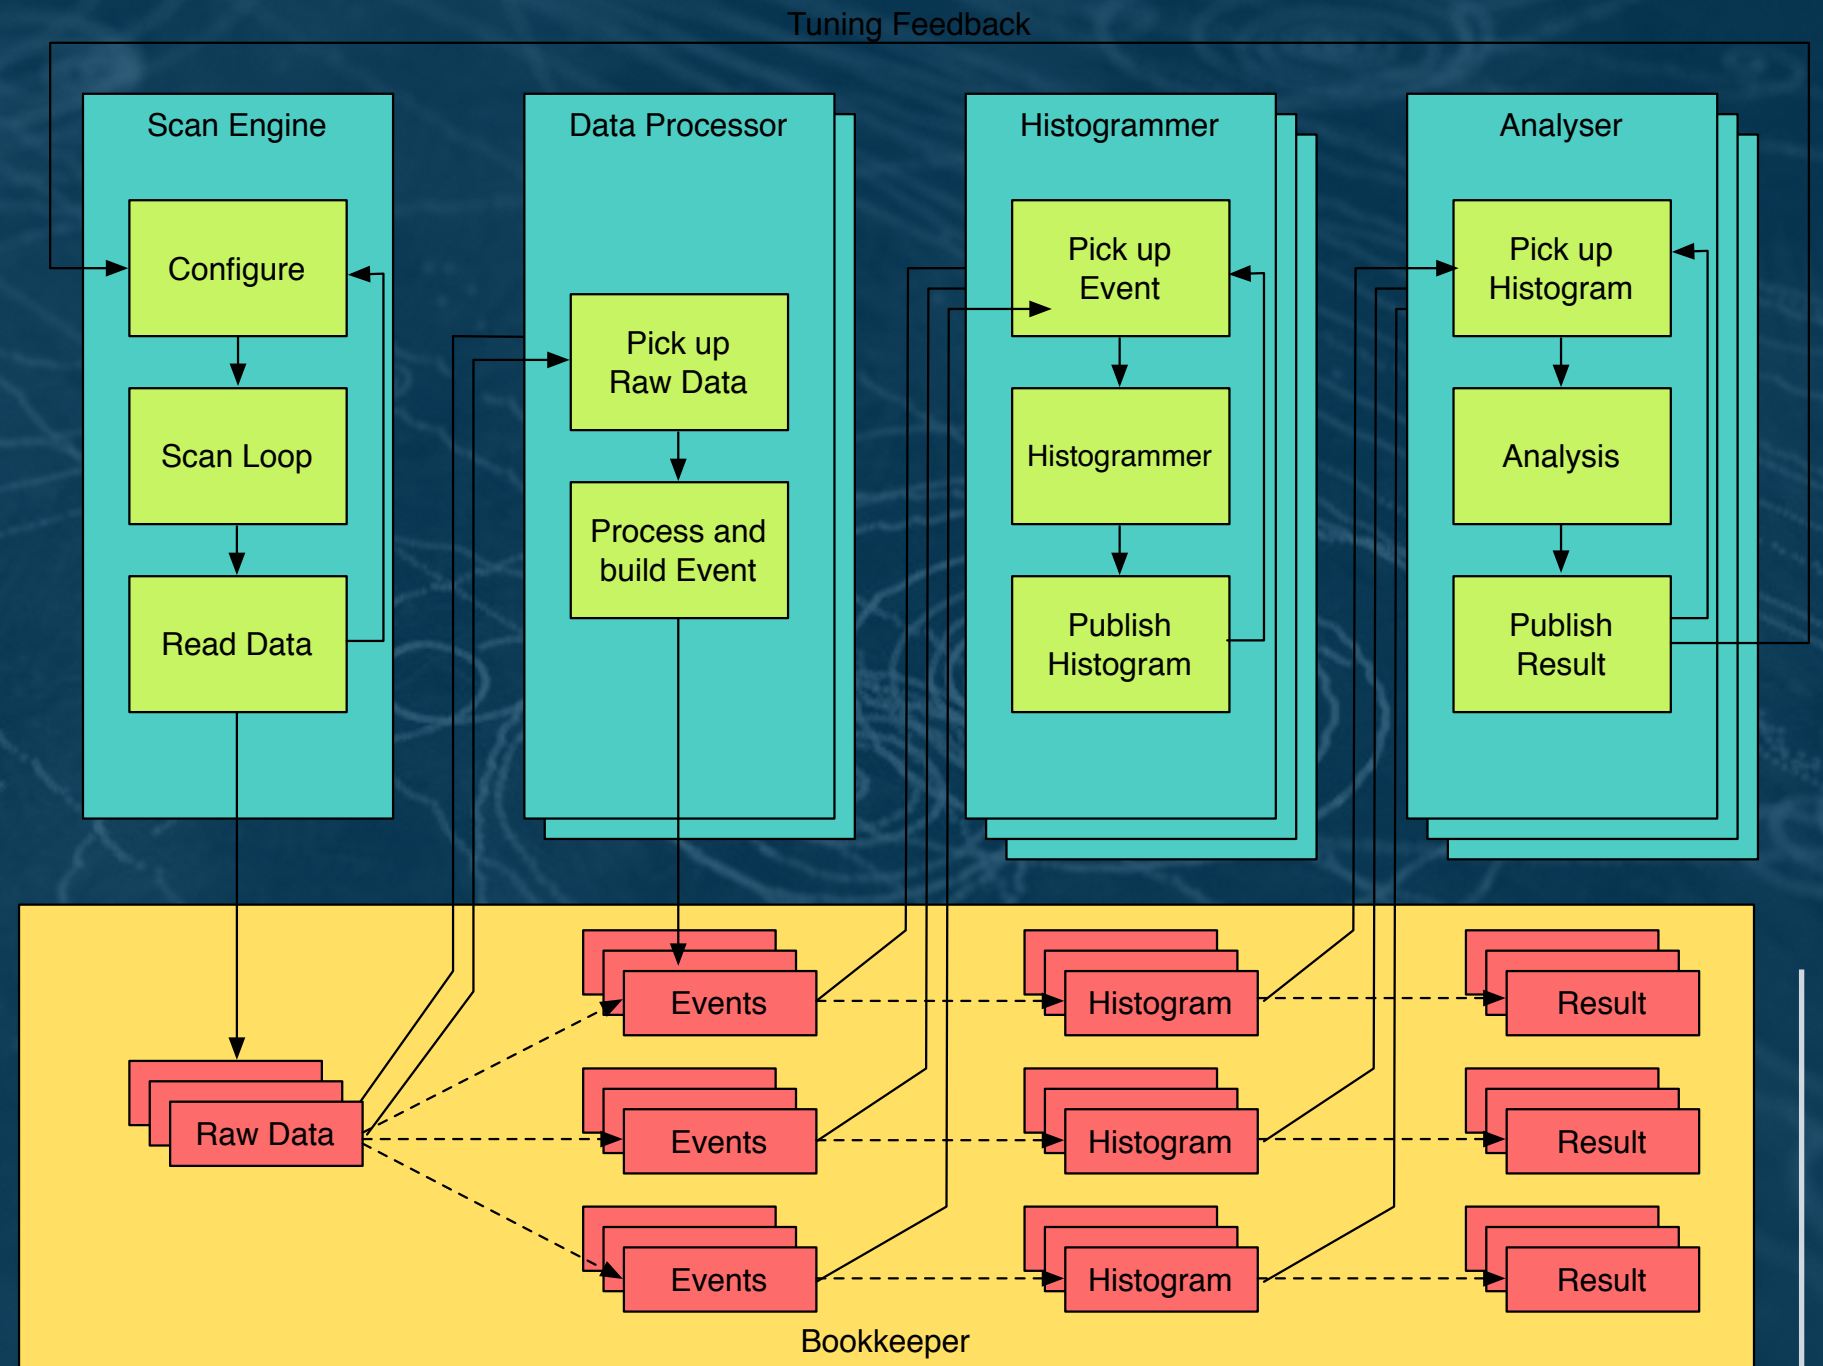 Tuning Feedback
Scan Engine
Configure
Scan Loop
Read Data
Data Processor
Pick up
Raw Data
Process and
build Event
Histogrammer
Pick up
Event
Histogrammer
Publish
Histogram
Analyser
Pick up
Histogram
Analysis
Publish
Result
Raw Data
Events
Histogram
Result
Events
Histogram
Result
Events
Histogram
Result
Bookkeeper